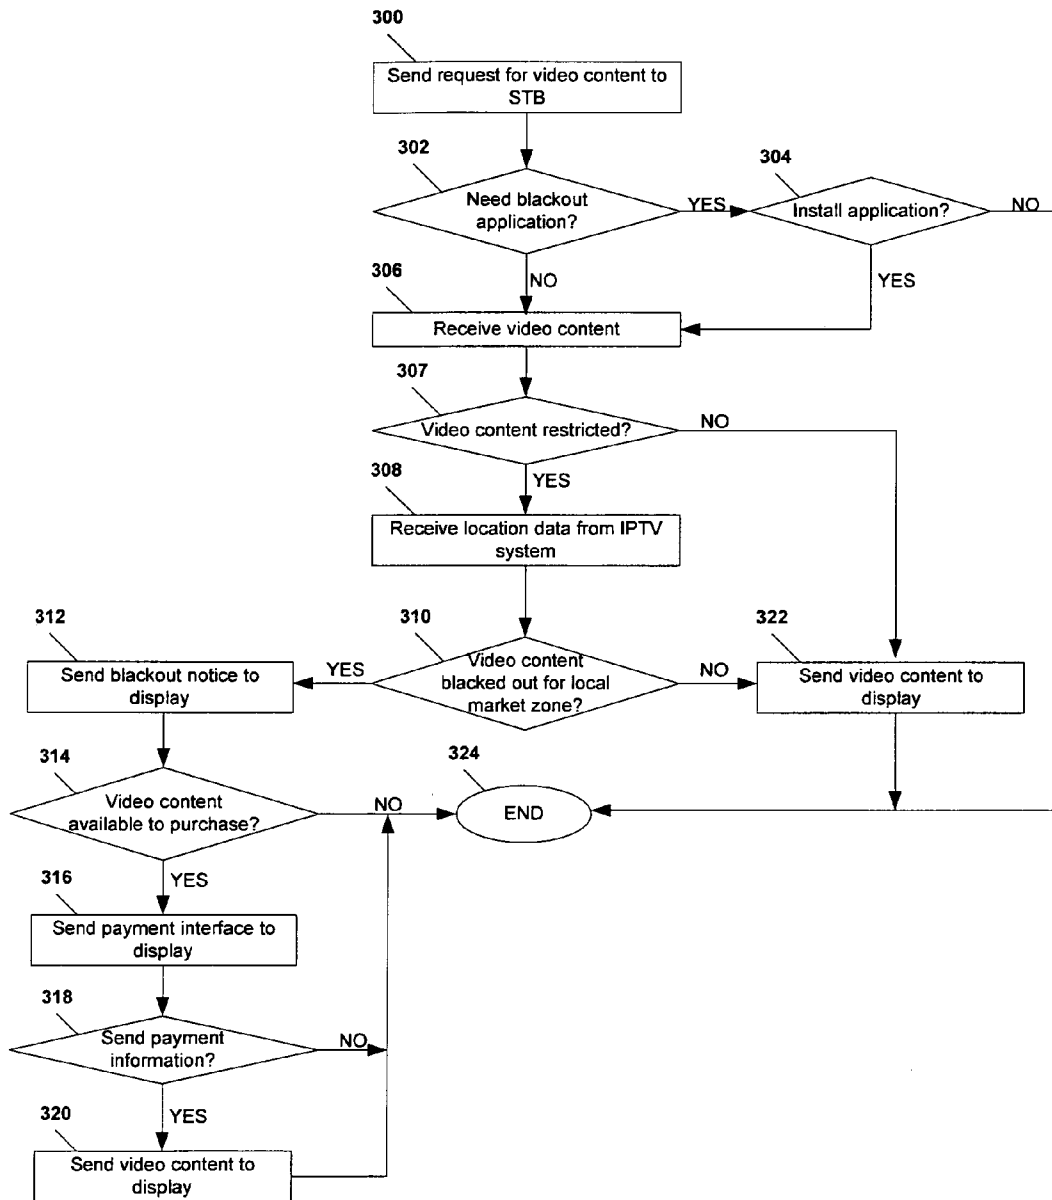 300
Send request for video content to
STB
302
Need blackout
application?
YES
304
Install application?
NO
NO
YES
306
Receive video content
307
Video content restricted?
NO
YES
308
Receive location data from IPTV
system
310
Video content
blacked out for local
market zone?
YES
NO
312
Send blackout notice to
display
322
Send video content to
display
314
Video content
available to purchase?
NO
YES
324
END
316
Send payment interface to
display
318
Send payment
information?
NO
YES
320
Send video content to
display